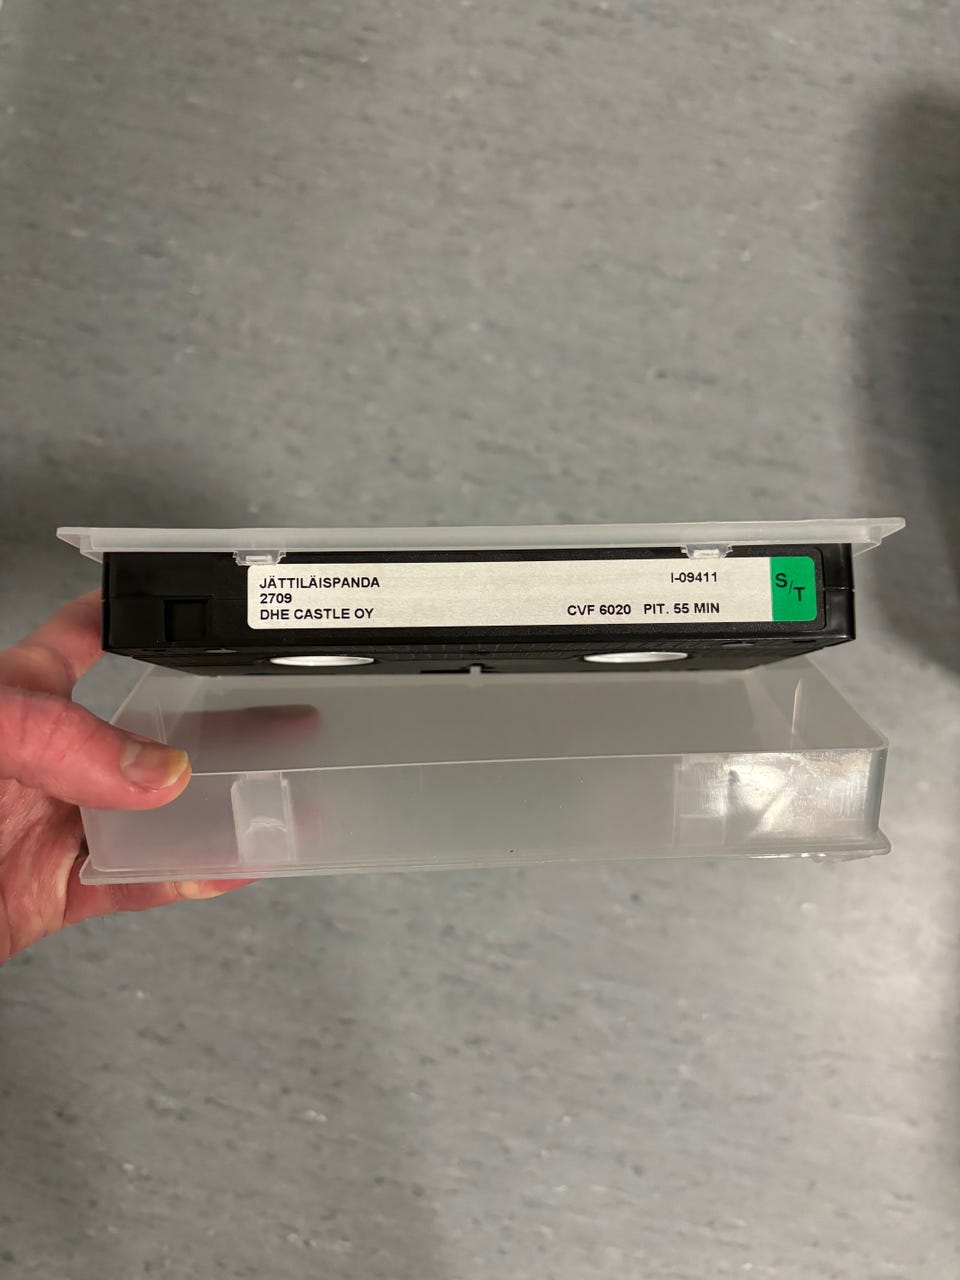 JÄTTILÄISPANDA I-09411
2709
DHE CASTLE OY CVF 6020 PIT. 55 MIN
S/T